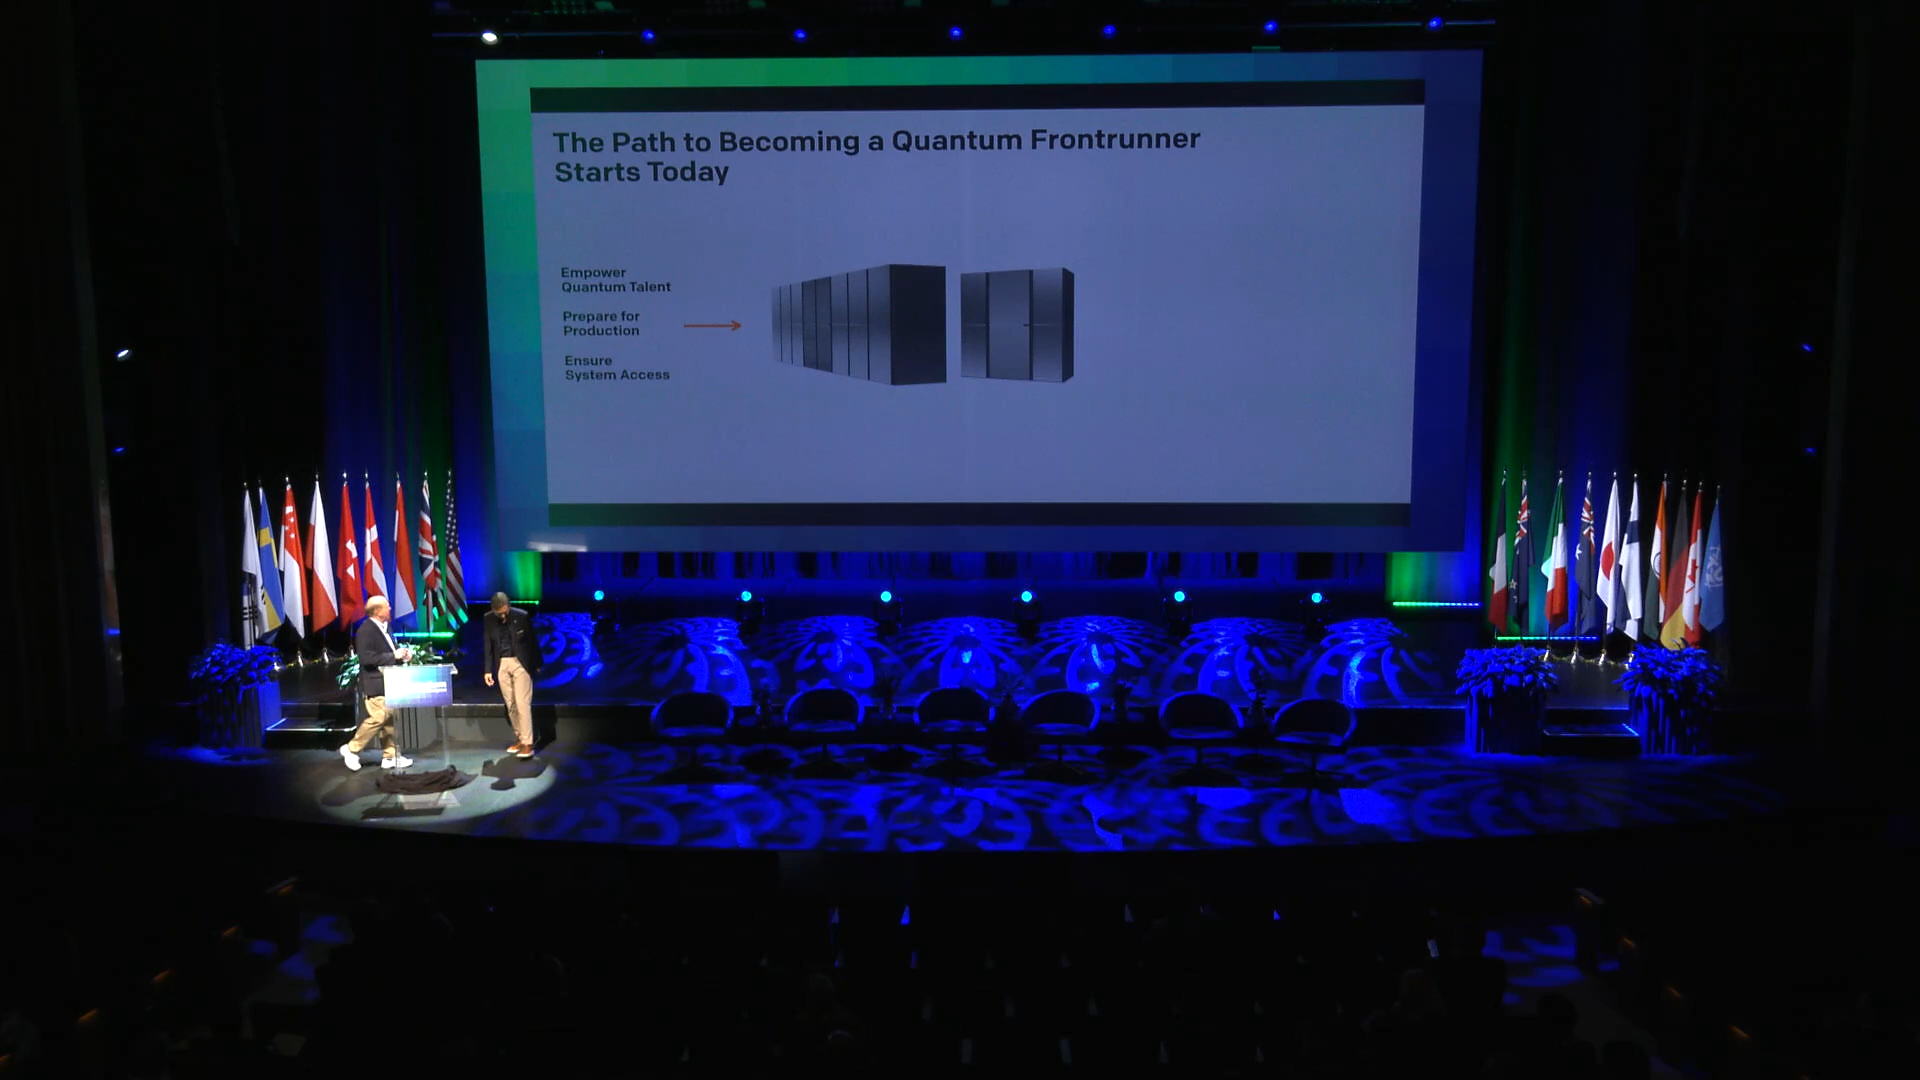 The Path to Becoming a Quantum Frontrunner
Starts Today
Empower
Quantum Talent
Prepare for
Production
Ensure
System Access